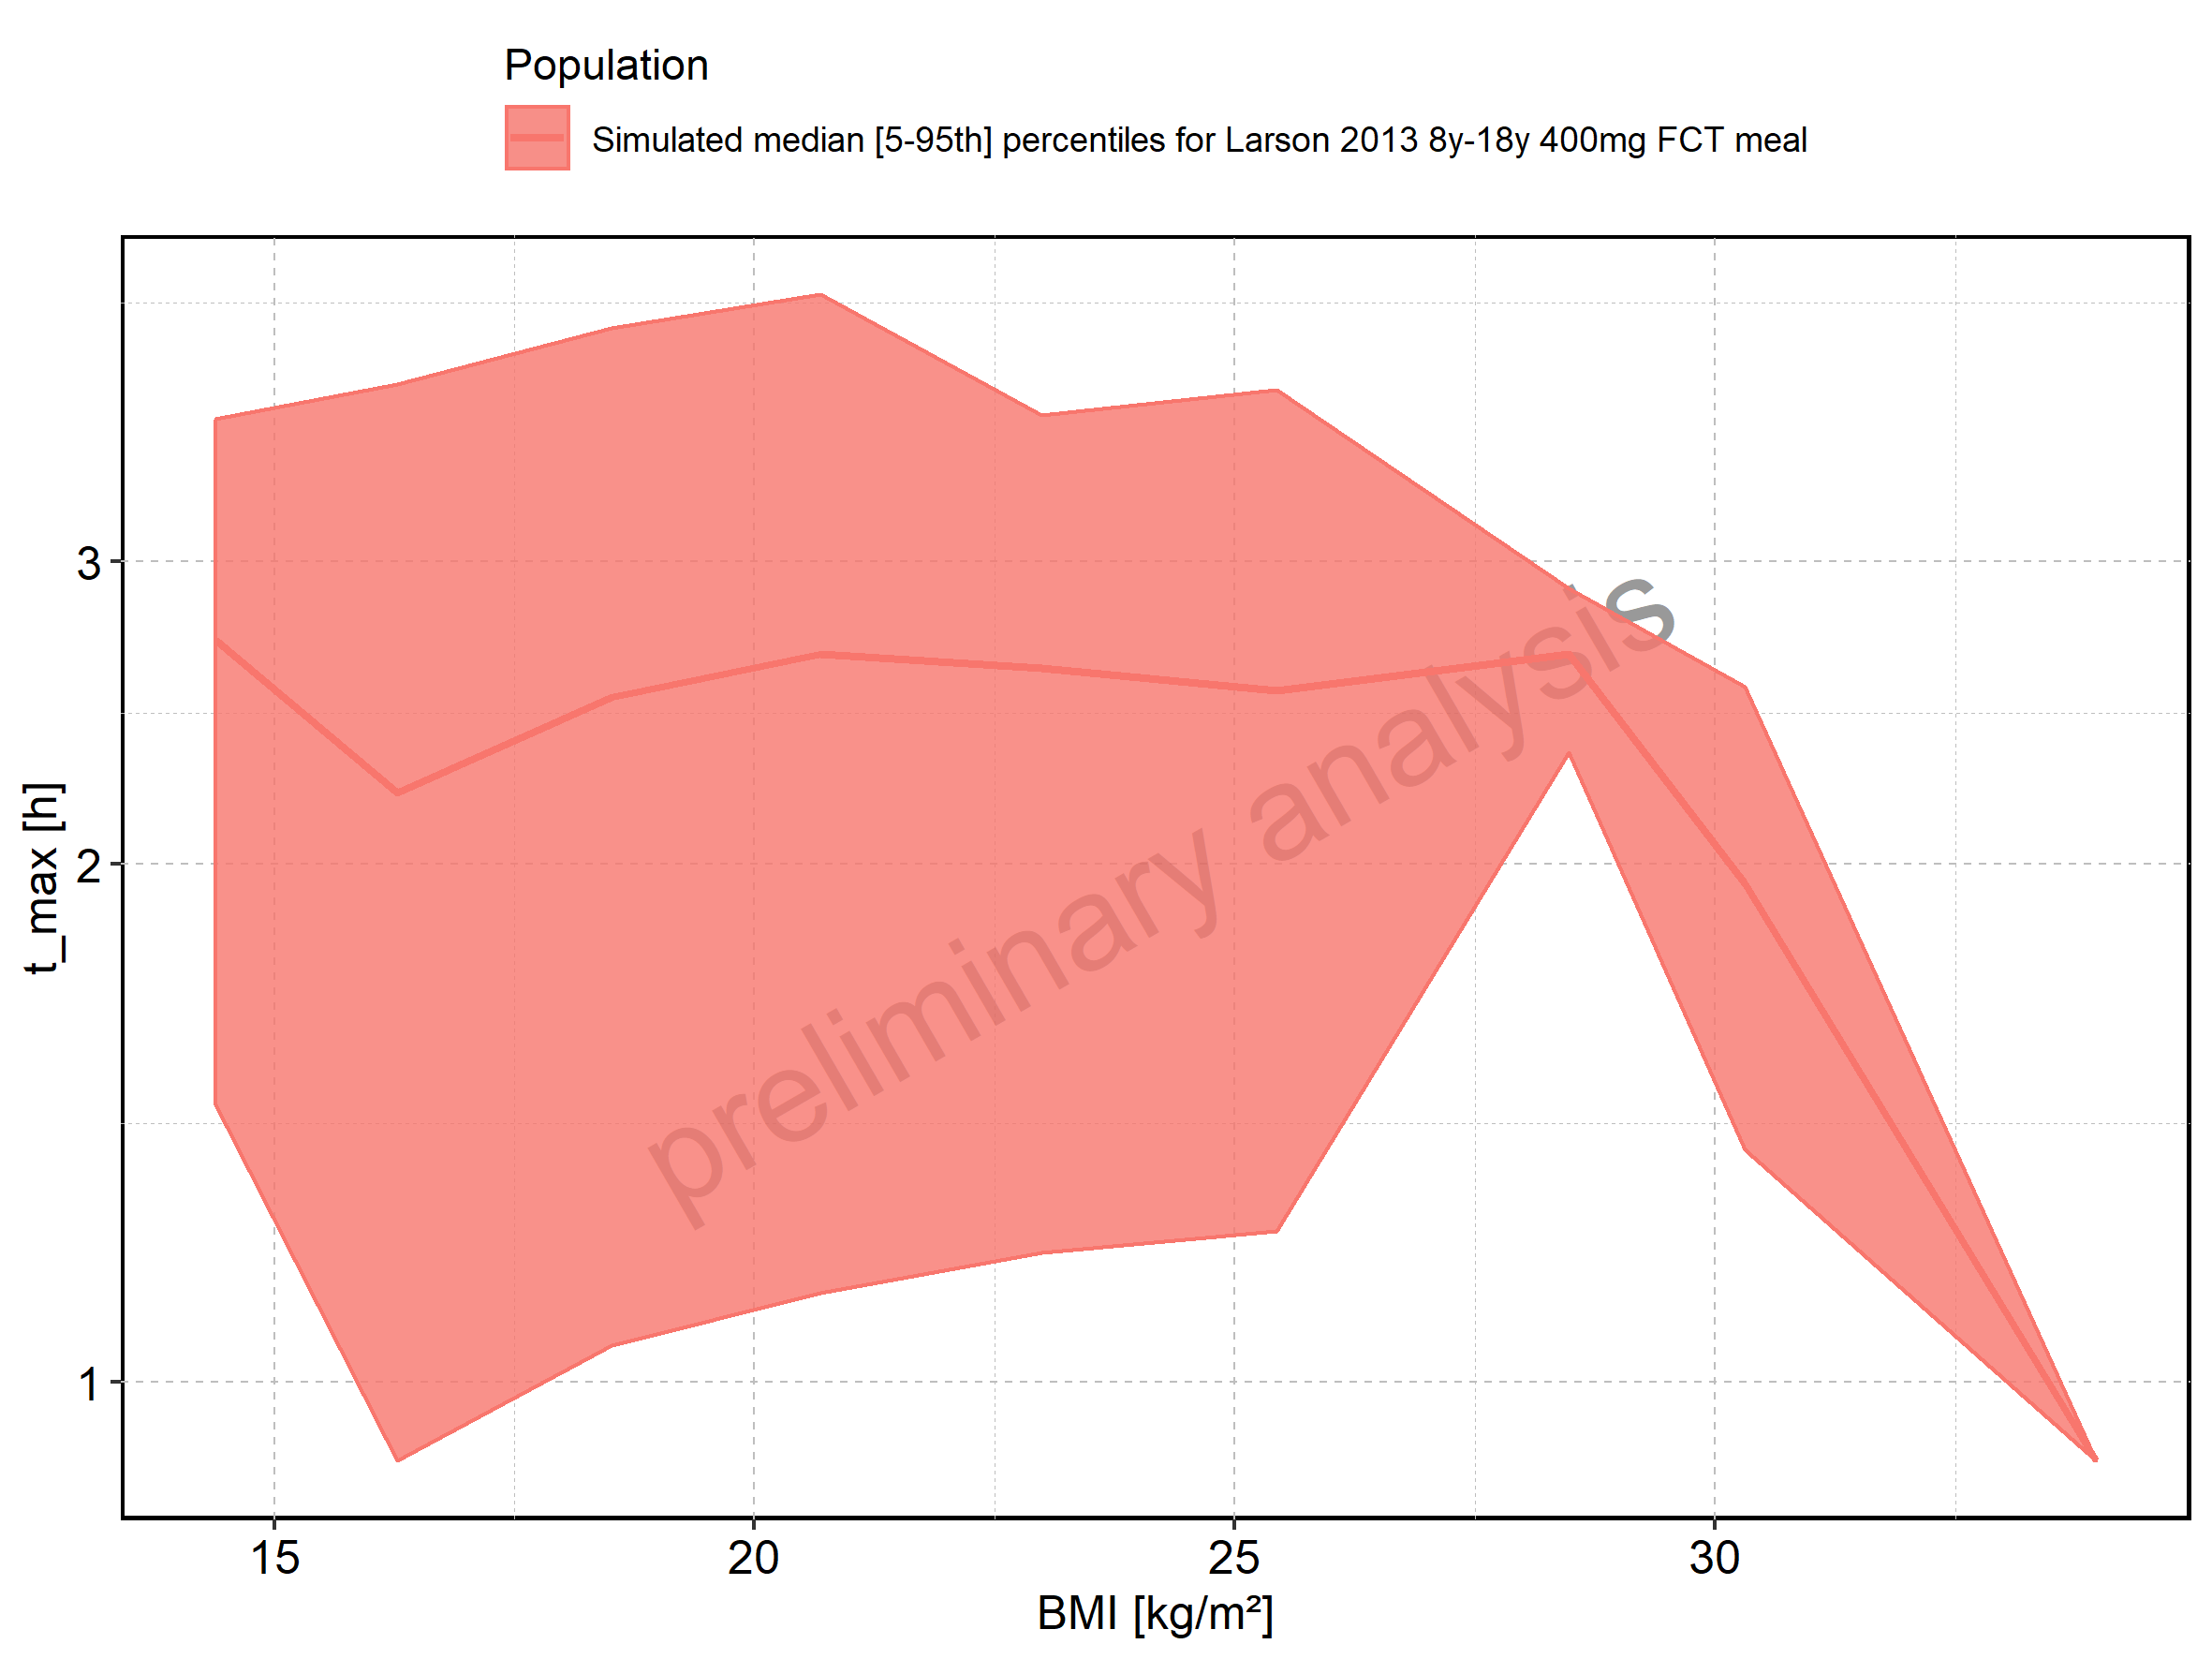 Population
Simulated median [5-95th] percentiles for Larson 2013 8y-18y 400mg FCT meal
3
2
1
t_max [h]
preliminary analysis
15 20 25 30
BMI [kg/m²]